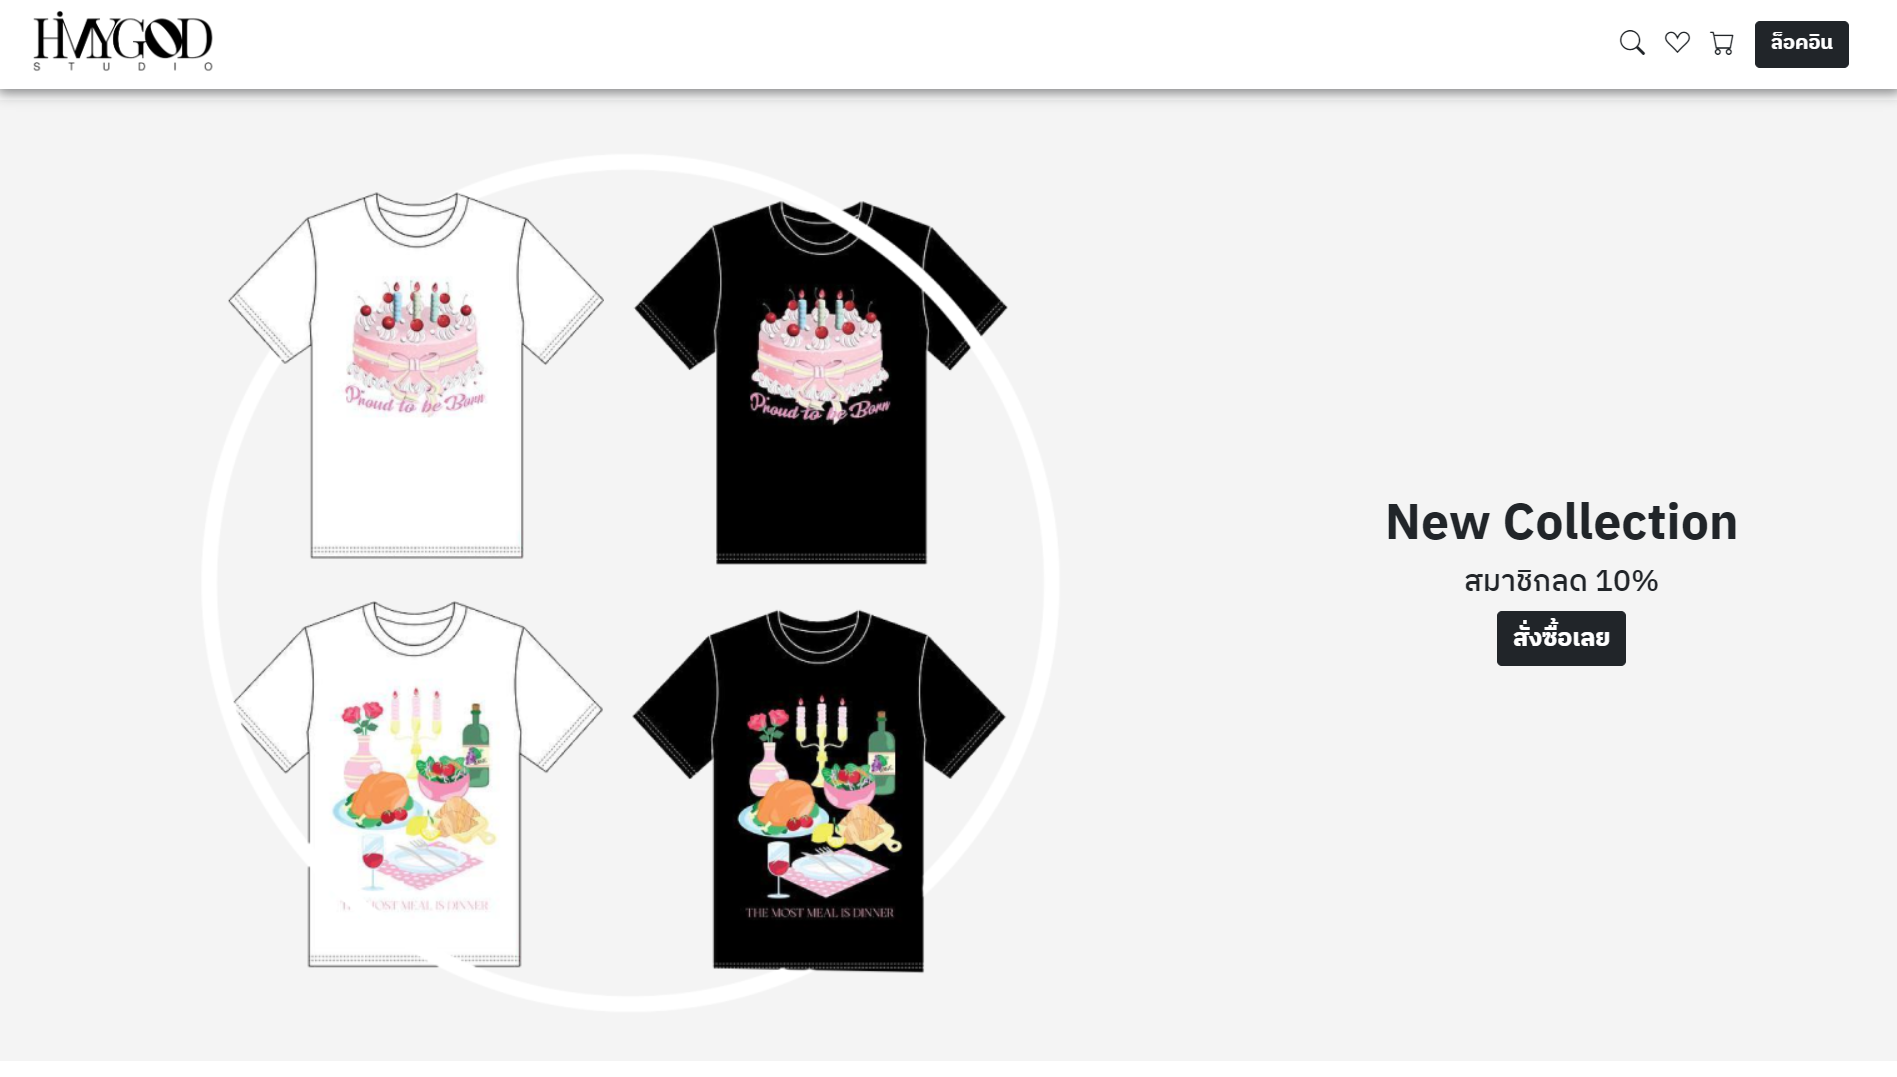 HIMYGOD
STUDIO
ล็อคอิน
Proud to be Born
Proud to be Born
New Collection
สมาชิกลด 10%
สั่งซื้อเลย
MOST MEAL IS DINNER
THE MOST MEAL IS DINNER